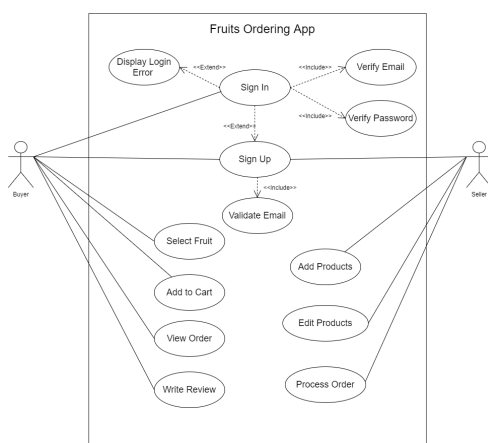 Fruits Ordering App
Display Login
Error
<<Extend>>
<<Include>>
Verify Email
Sign In
<<Include>>
Verify Password
<<Extend>>
Sign Up
Buyer
Seller
<<Include>>
Validate Email
Select Fruit
Add Products
Add to Cart
Edit Products
View Order
Write Review
Process Order